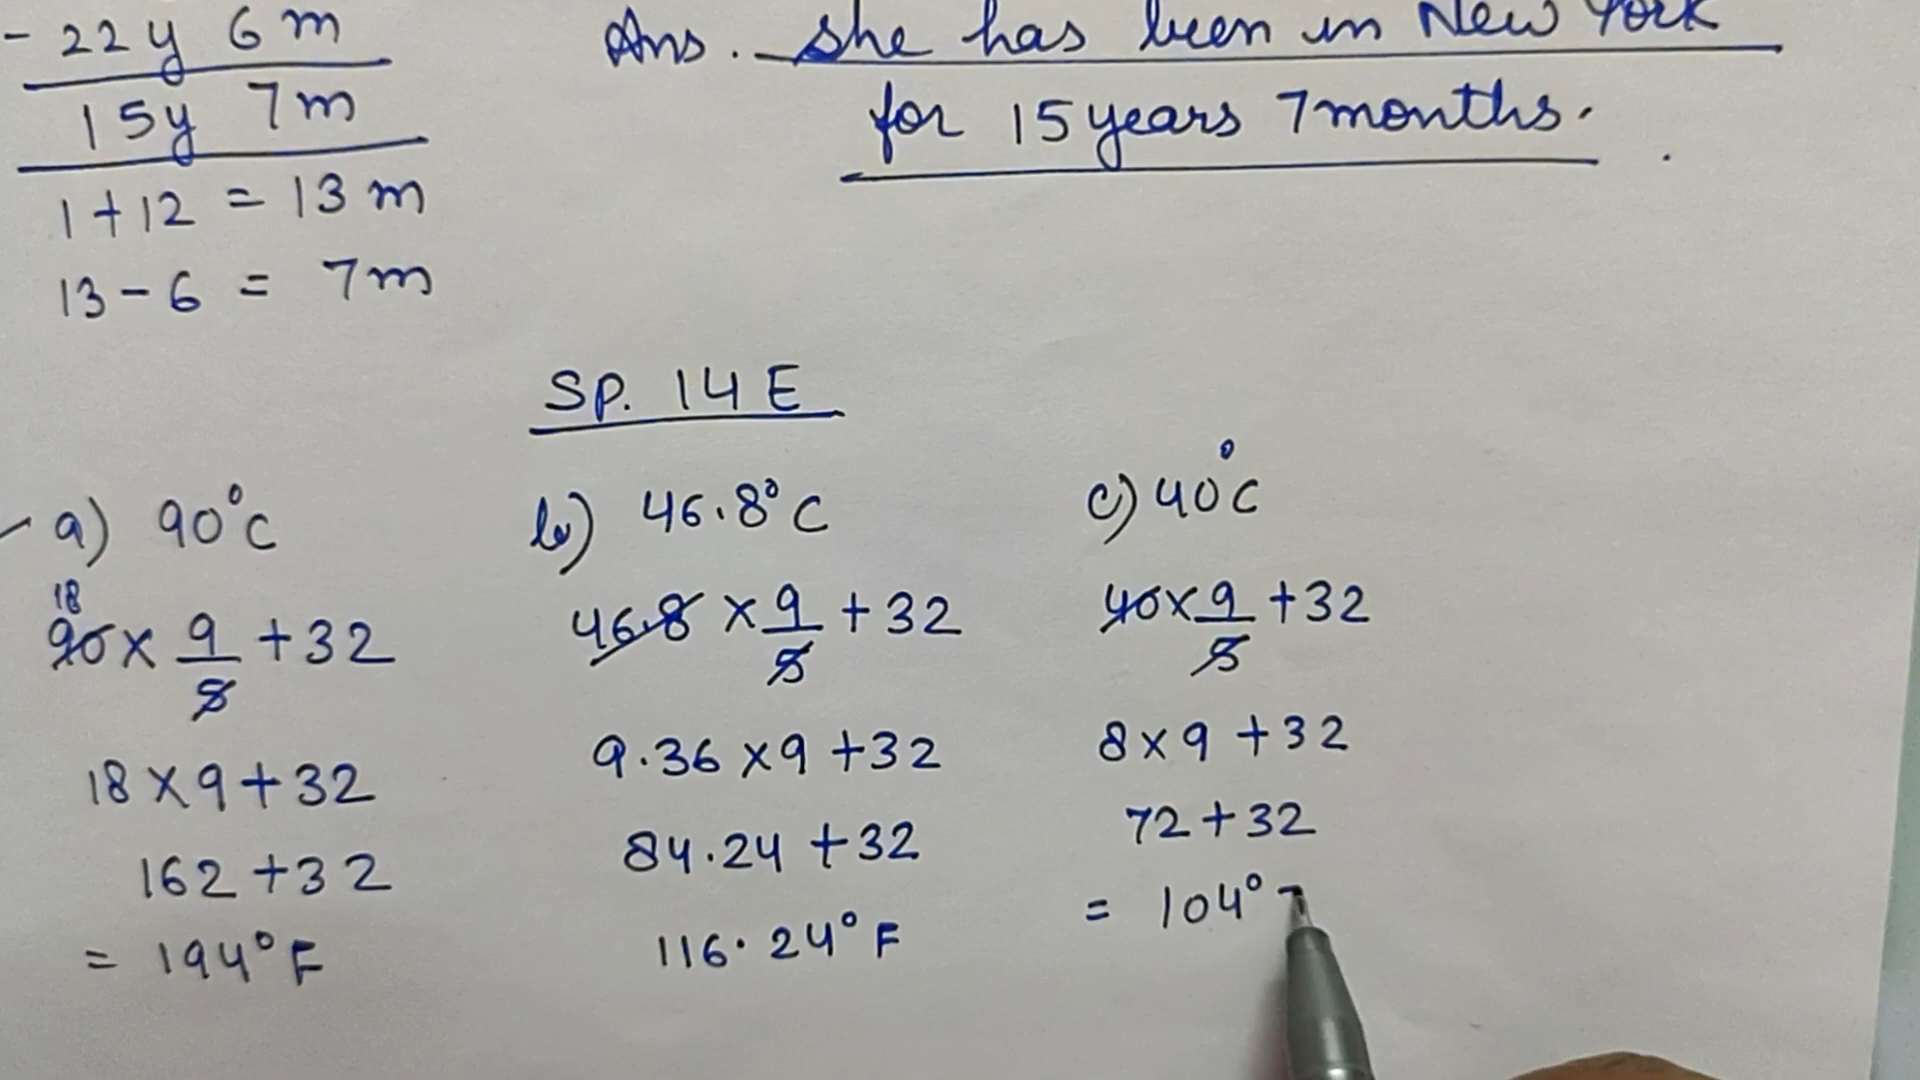 - 22y 6m
15y 7m
1+12 = 13m
13-6 = 7m
Ans. She has been in New York
for 15 years 7 months.
SP. 14 E
a) 90°C
18
90 x 9/5 + 32
18 x 9 + 32
162 + 32
= 194°F
b) 46.8°C
46.8 x 9/5 + 32
9.36 x 9 + 32
84.24 + 32
116.24°F
c) 40°C
40 x 9/5 + 32
8 x 9 + 32
72 + 32
= 104°